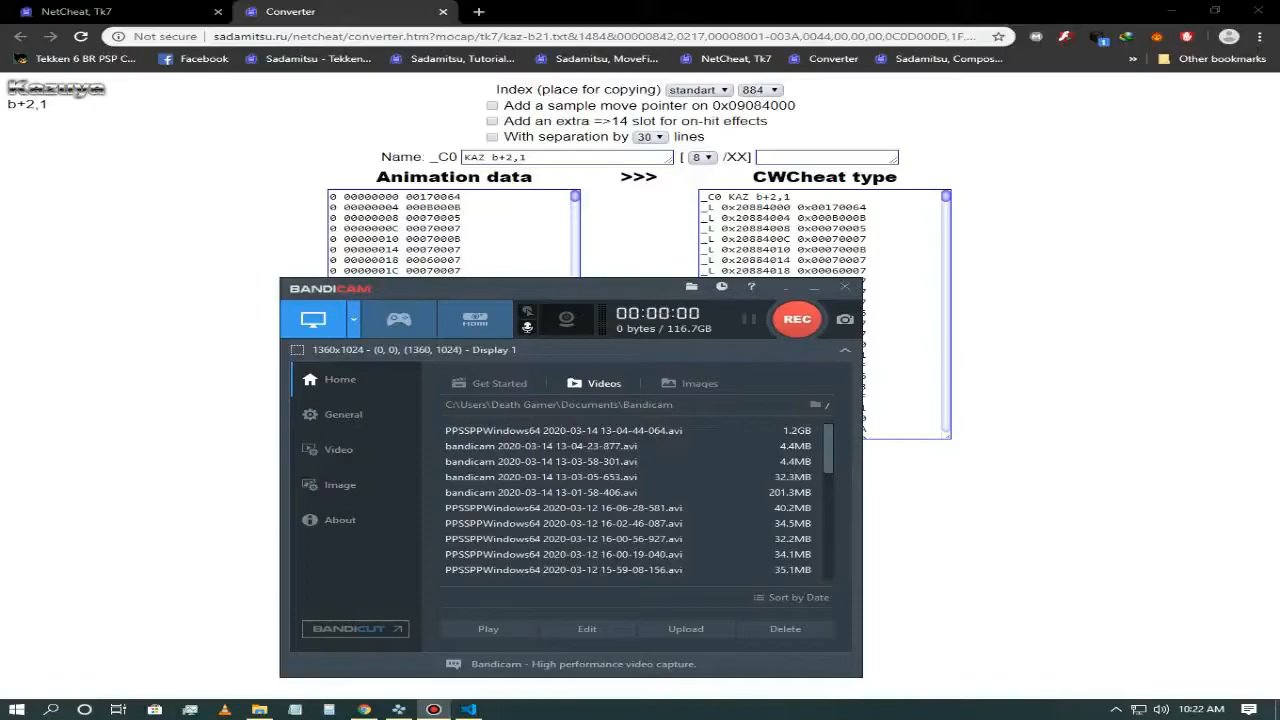 NetCheat, Tk7
Converter
Not secure
sadamitsu.ru/netcheat/converter.htm?mocap/tk7/kaz-b21.txt&1484&00000842,0217,00008001-003A,0044,00,00,00,0C0D000D,1F,...
Tekken 6 BR PSP C...
Facebook
Sadamitsu - Tekken...
Sadamitsu, Tutorial...
Sadamitsu, MoveFi...
NetCheat, Tk7
Converter
Sadamitsu, Compos...
»
Other bookmarks
Kazuya
b+2,1
Index (place for copying) standart 884
Add a sample move pointer on 0x09084000
Add an extra =>14 slot for on-hit effects
With separation by 30 lines
Name: _C0 KAZ b+2,1 [ 8 /XX]
Animation data >>> CWCheat type
0 00000000 00170064
0 00000004 000B000B
0 00000008 00070005
0 0000000C 00070007
0 00000010 0007000B
0 00000014 00070007
0 00000018 00060007
0 0000001C 00070007
_C0 KAZ b+2,1
_L 0x20884000 0x00170064
_L 0x20884004 0x000B000B
_L 0x20884008 0x00070005
_L 0x2088400C 0x00070007
_L 0x20884010 0x0007000B
_L 0x20884014 0x00070007
_L 0x20884018 0x00060007
BANDICAM
HDMI
00:00:00
0 bytes / 116.7GB
REC
1360x1024 - (0, 0), (1360, 1024) - Display 1
Home
General
Video
Image
About
BANDICUT
Get Started
Videos
Images
C:\Users\Death Gamer\Documents\Bandicam
PPSSPPWindows64 2020-03-14 13-04-44-064.avi 1.2GB
bandicam 2020-03-14 13-04-23-877.avi 4.4MB
bandicam 2020-03-14 13-03-58-301.avi 4.4MB
bandicam 2020-03-14 13-03-05-653.avi 32.3MB
bandicam 2020-03-14 13-01-58-406.avi 201.3MB
PPSSPPWindows64 2020-03-12 16-06-28-581.avi 40.2MB
PPSSPPWindows64 2020-03-12 16-02-46-087.avi 34.5MB
PPSSPPWindows64 2020-03-12 16-00-56-927.avi 32.2MB
PPSSPPWindows64 2020-03-12 16-00-19-040.avi 34.1MB
PPSSPPWindows64 2020-03-12 15-59-08-156.avi 35.1MB
Sort by Date
Play
Edit
Upload
Delete
Bandicam - High performance video capture.
10:22 AM